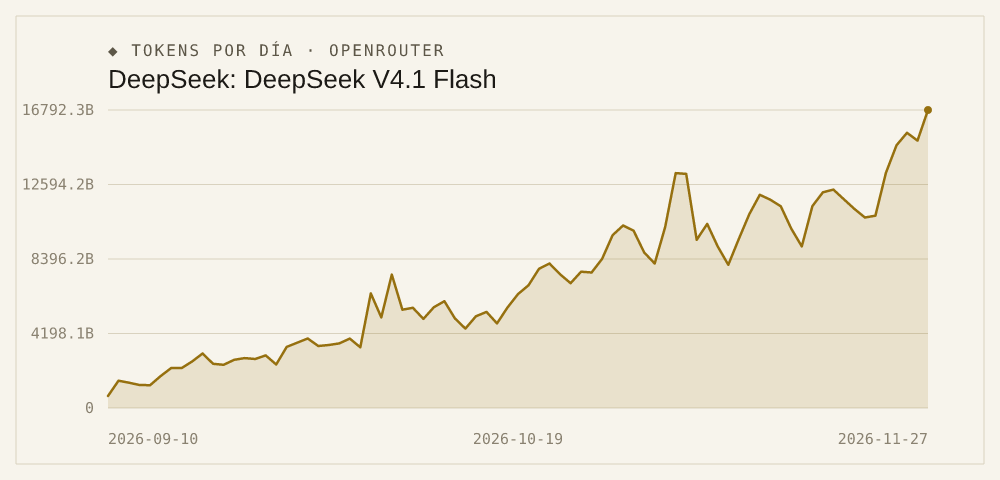 ◆ TOKENS POR DÍA · OPENROUTER
DeepSeek: DeepSeek V4.1 Flash
16792.3B
12594.2B
8396.2B
4198.1B
0
2026-09-10 2026-10-19 2026-11-27